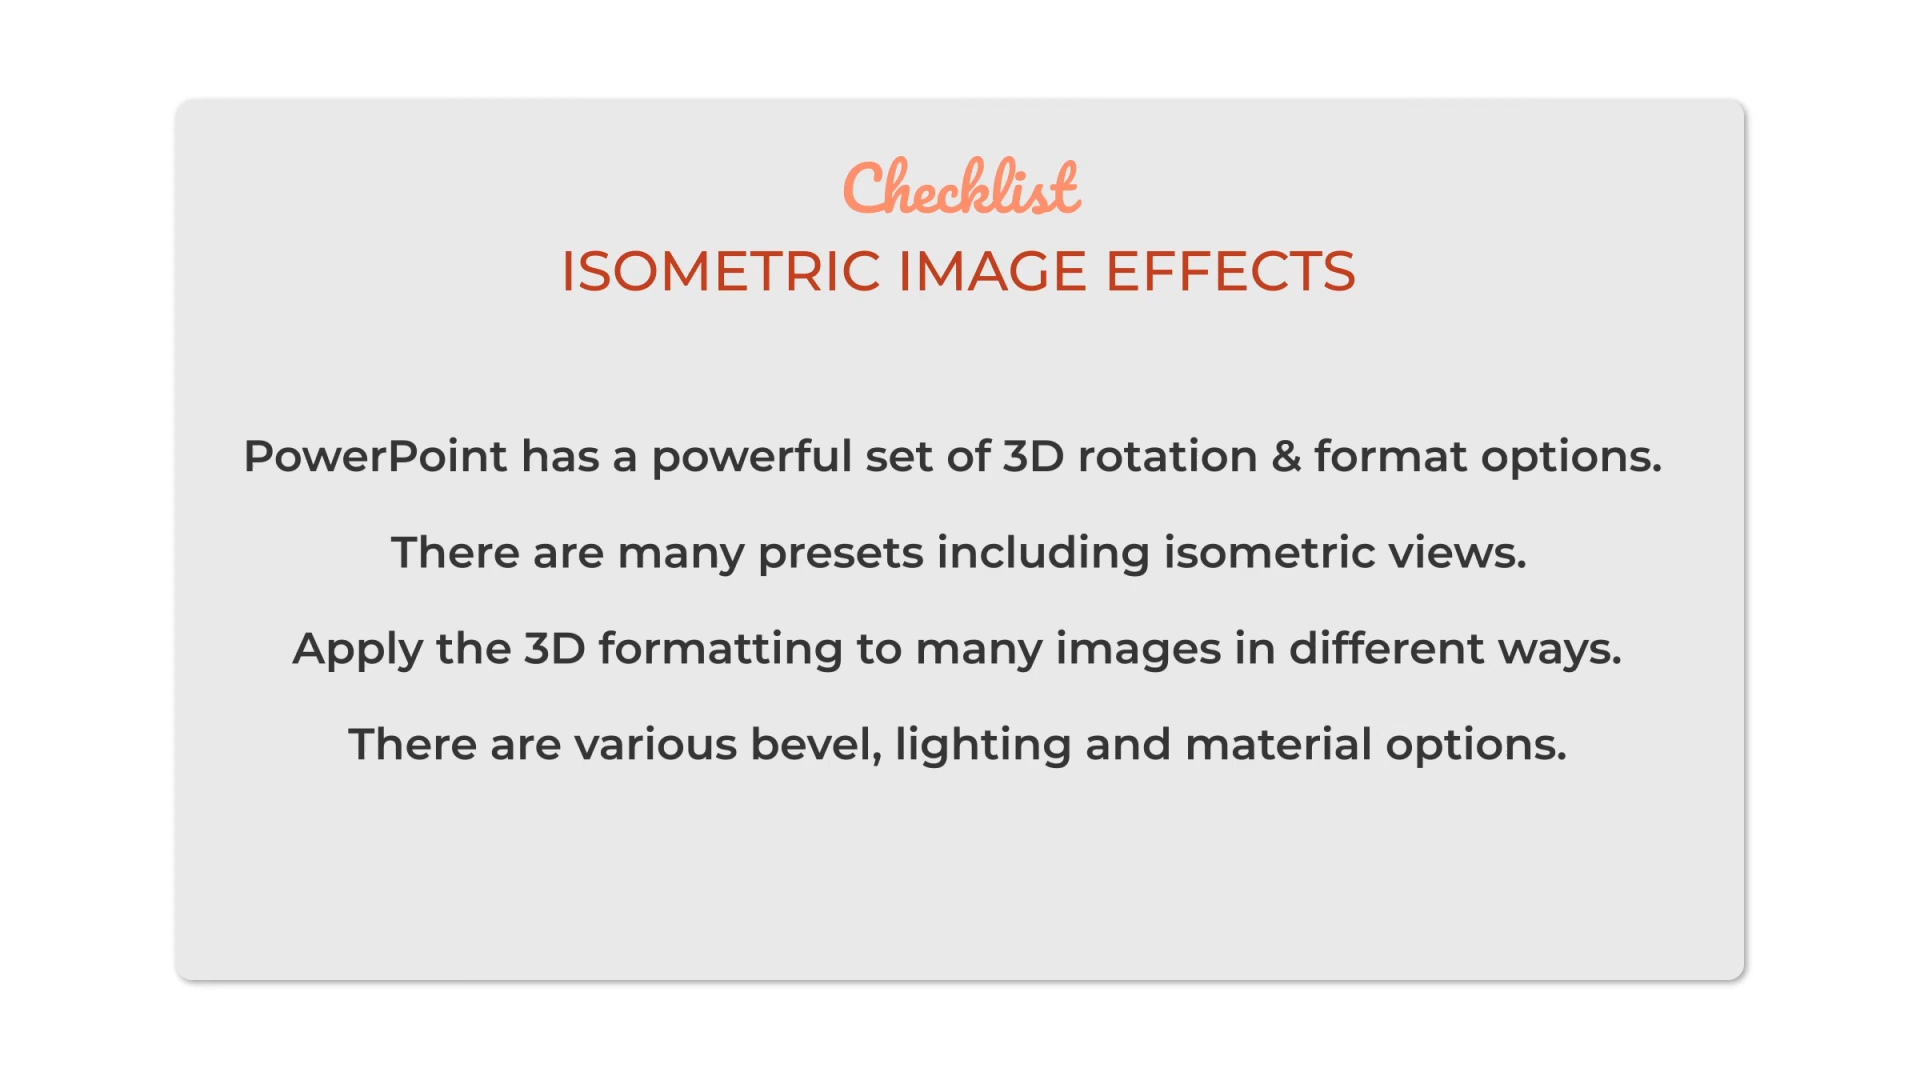 Checklist
ISOMETRIC IMAGE EFFECTS
PowerPoint has a powerful set of 3D rotation & format options.
There are many presets including isometric views.
Apply the 3D formatting to many images in different ways.
There are various bevel, lighting and material options.